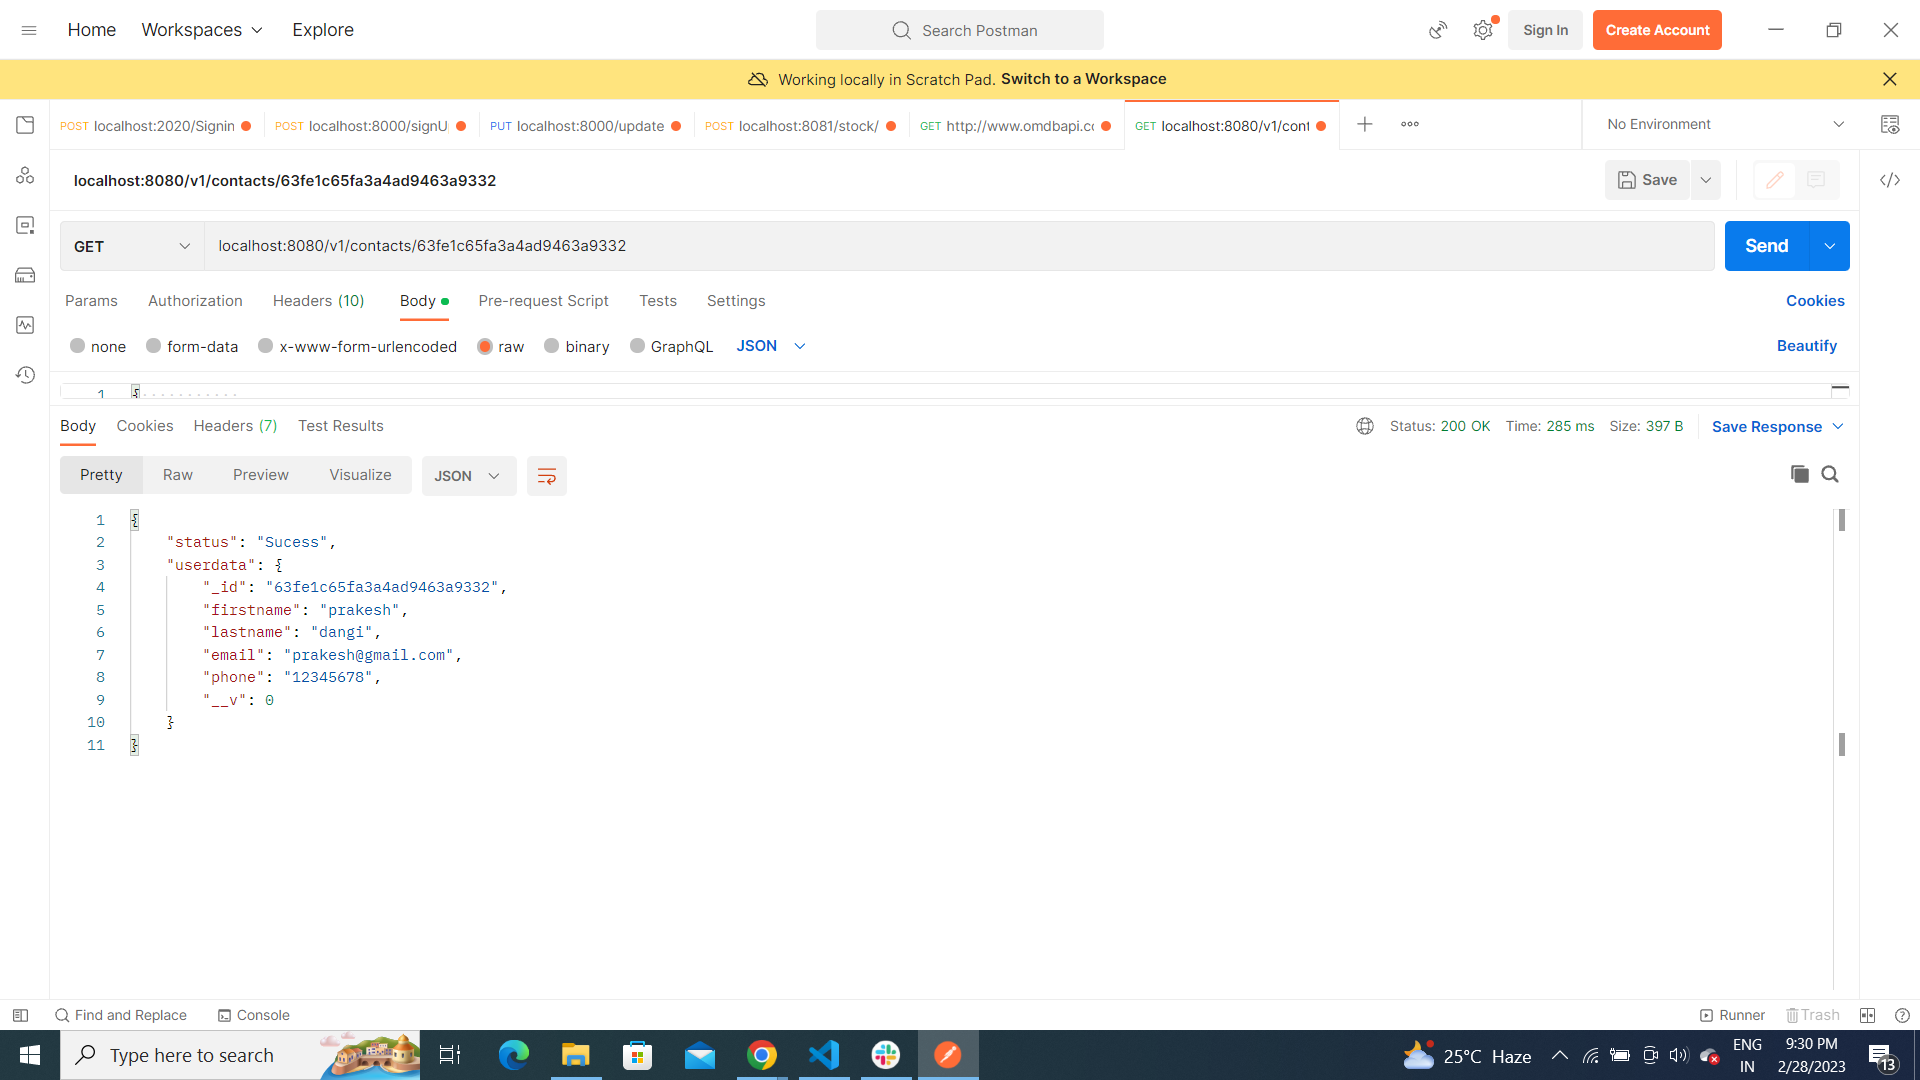 Home Workspaces Explore Search Postman Sign In Create Account
Working locally in Scratch Pad. Switch to a Workspace
POST localhost:2020/Signin POST localhost:8000/signU PUT localhost:8000/update POST localhost:8081/stock/ GET http://www.omdbapi.cc GET localhost:8080/v1/cont No Environment
localhost:8080/v1/contacts/63fe1c65fa3a4ad9463a9332 Save
GET localhost:8080/v1/contacts/63fe1c65fa3a4ad9463a9332 Send
Params Authorization Headers (10) Body Pre-request Script Tests Settings Cookies
none form-data x-www-form-urlencoded raw binary GraphQL JSON Beautify
1 {
Body Cookies Headers (7) Test Results Status: 200 OK Time: 285 ms Size: 397 B Save Response
Pretty Raw Preview Visualize JSON
1 {
2 "status": "Sucess",
3 "userdata": {
4 "_id": "63fe1c65fa3a4ad9463a9332",
5 "firstname": "prakesh",
6 "lastname": "dangi",
7 "email": "prakesh@gmail.com",
8 "phone": "12345678",
9 "__v": 0
10 }
11 }
Find and Replace Console Runner Trash
Type here to search 25°C Haze ENG IN 9:30 PM 2/28/2023 13